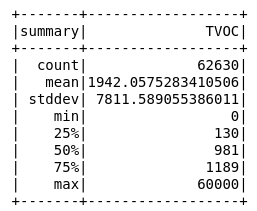 +-------+------------------+
|summary|              TVOC|
+-------+------------------+
|  count|             62630|
|   mean|1942.0575283410506|
| stddev| 7811.589055386011|
|    min|                 0|
|    25%|               130|
|    50%|               981|
|    75%|              1189|
|    max|             60000|
+-------+------------------+